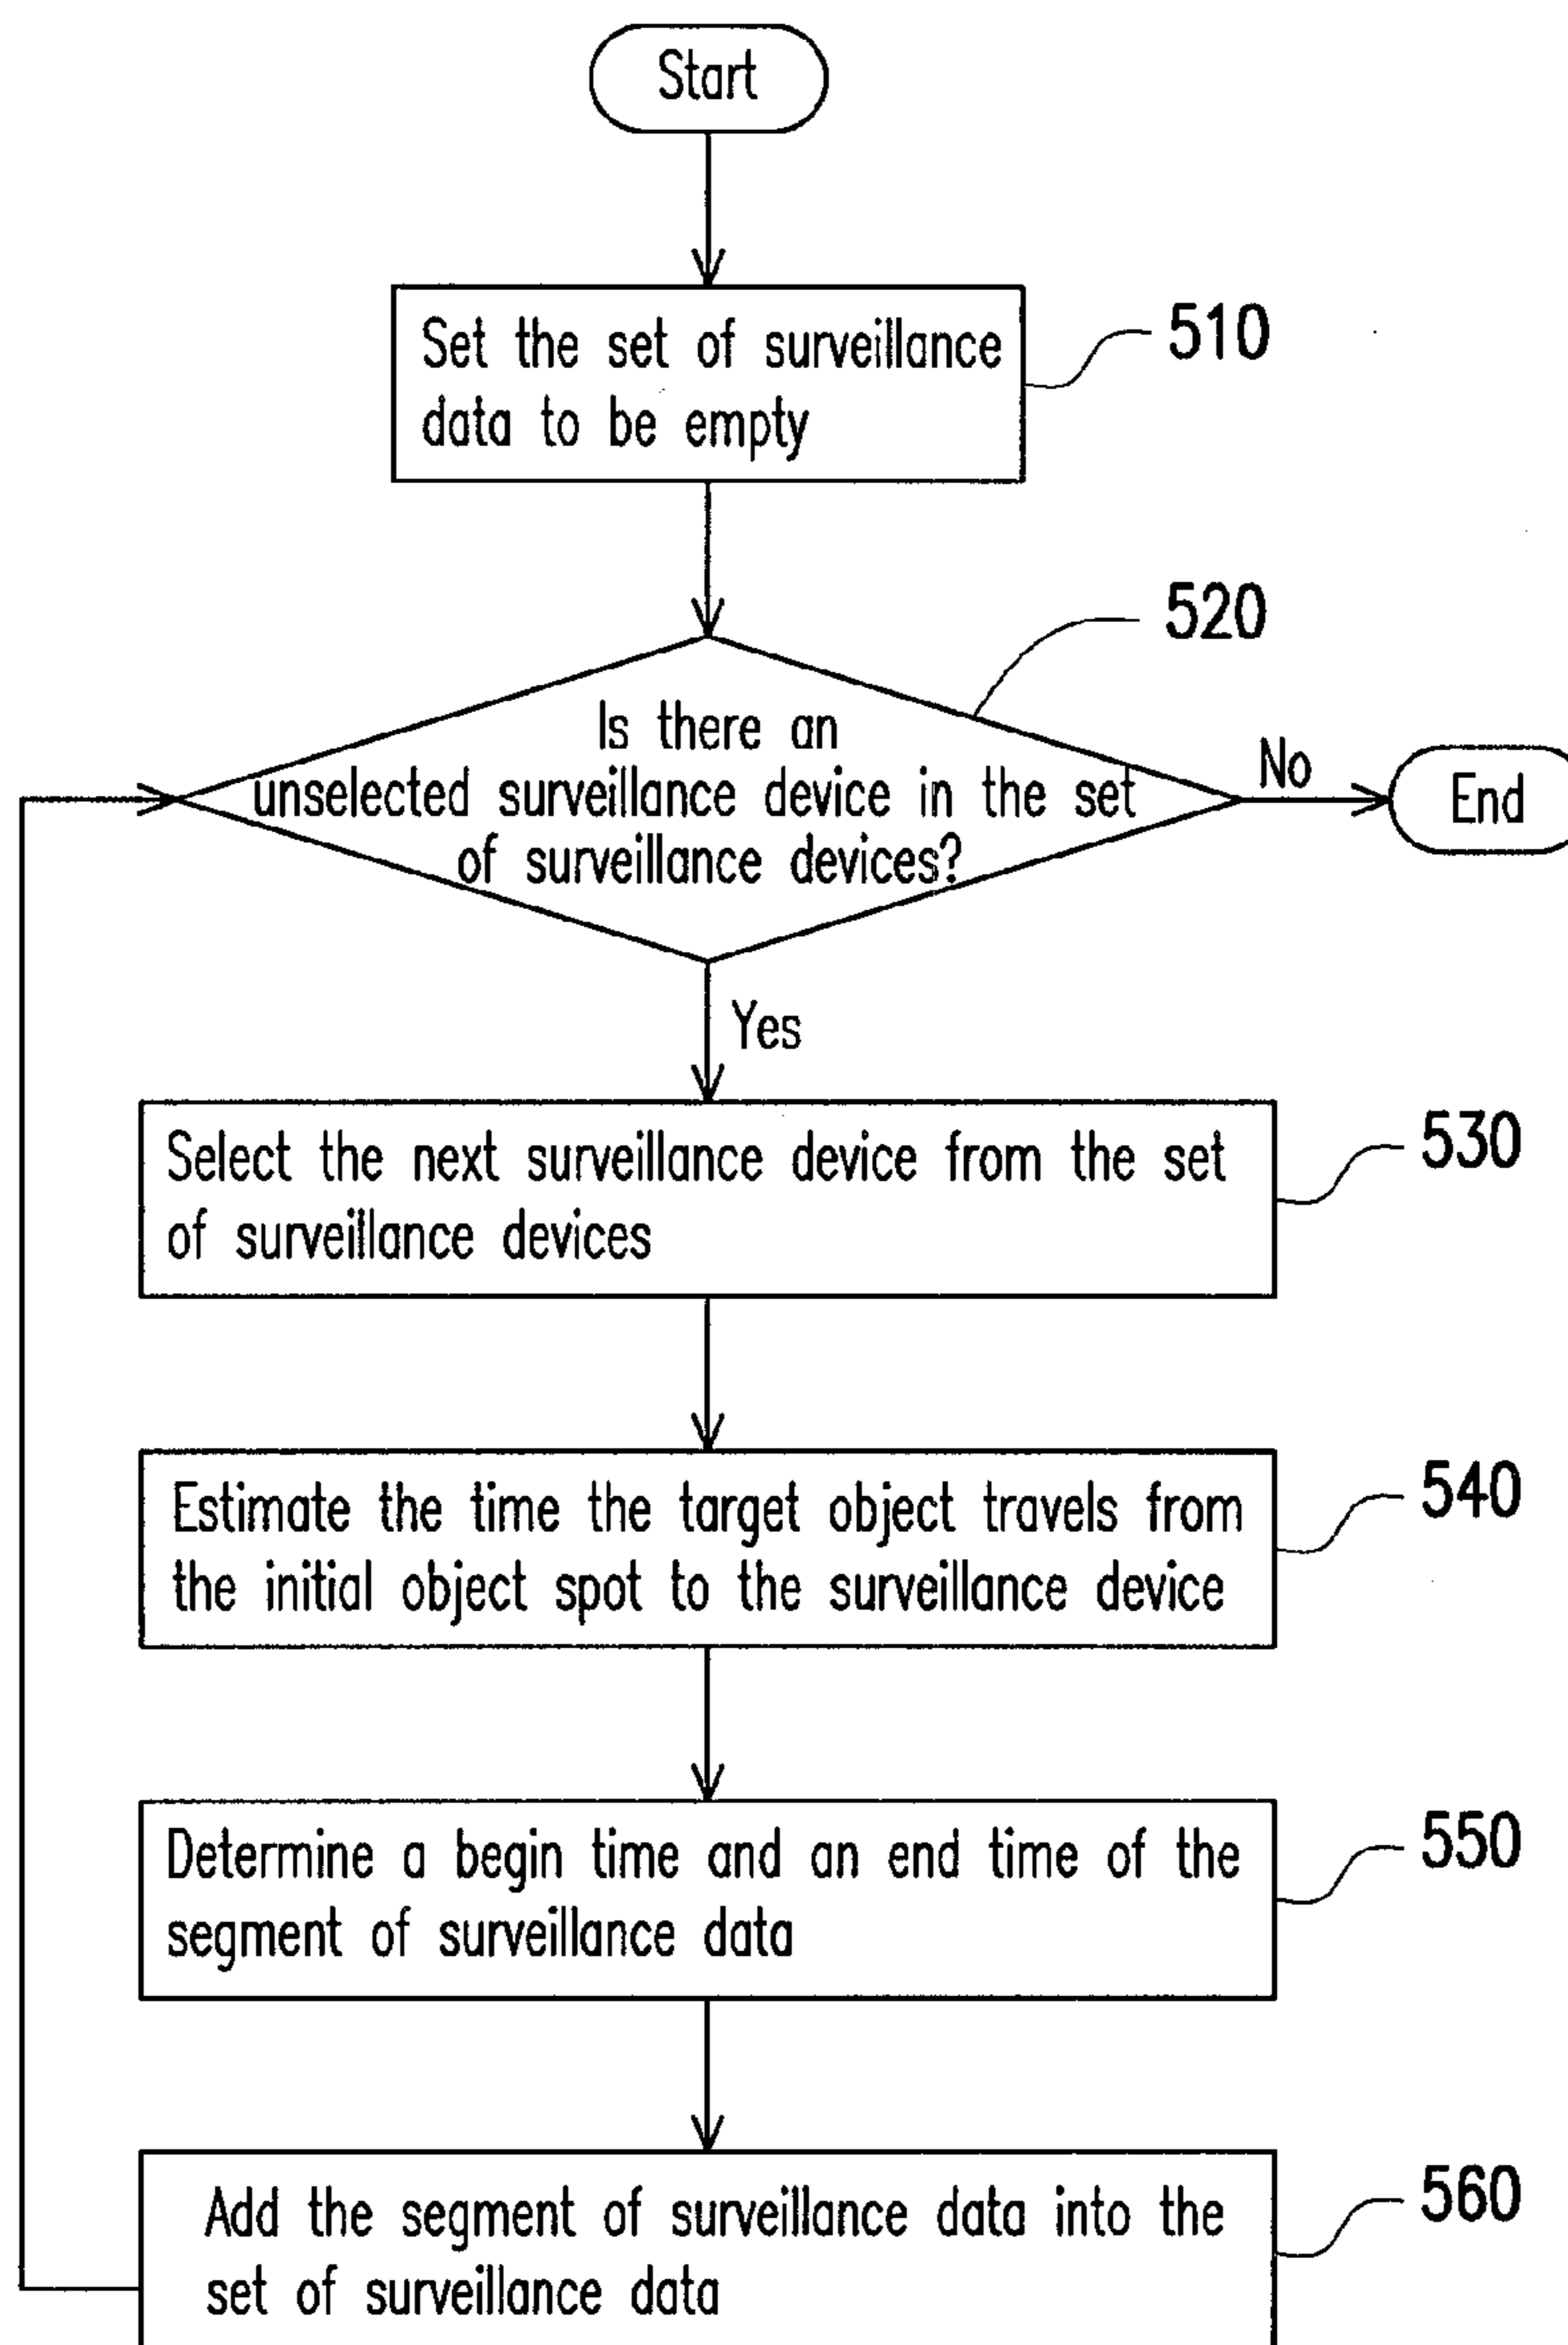 Start
Set the set of surveillance
data to be empty
510
520
Is there an
unselected surveillance device in the set
of surveillance devices?
No
End
Yes
Select the next surveillance device from the set
of surveillance devices
530
Estimate the time the target object travels from
the initial object spot to the surveillance device
540
Determine a begin time and an end time of the
segment of surveillance data
550
Add the segment of surveillance data into the
set of surveillance data
560